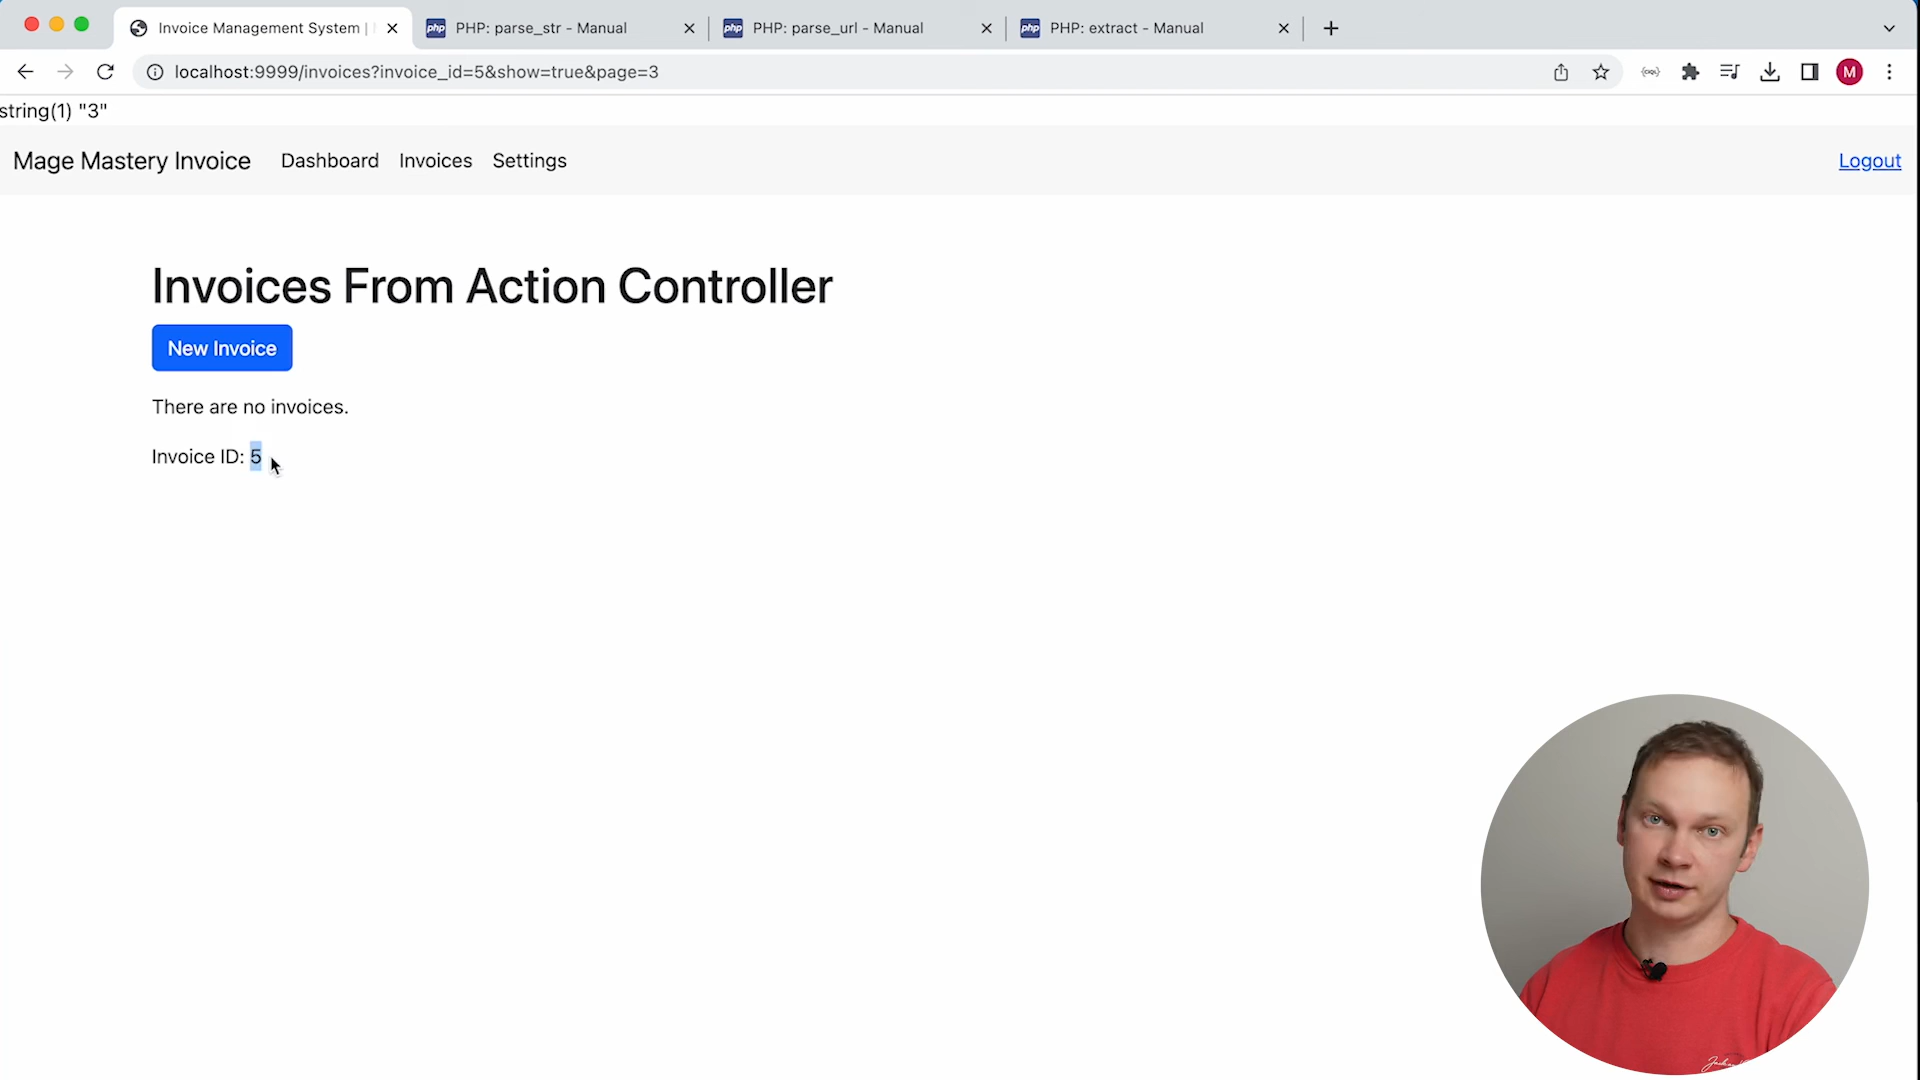 Invoice Management System |
PHP: parse_str - Manual
PHP: parse_url - Manual
PHP: extract - Manual
localhost:9999/invoices?invoice_id=5&show=true&page=3
M
string(1) "3"
Mage Mastery Invoice Dashboard Invoices Settings Logout
Invoices From Action Controller
New Invoice
There are no invoices.
Invoice ID: 5